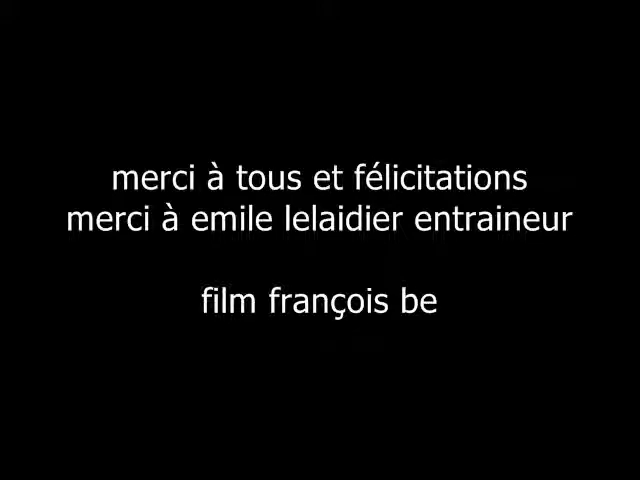 merci à tous et félicitations
merci à emile lelaidier entraineur
film françois be